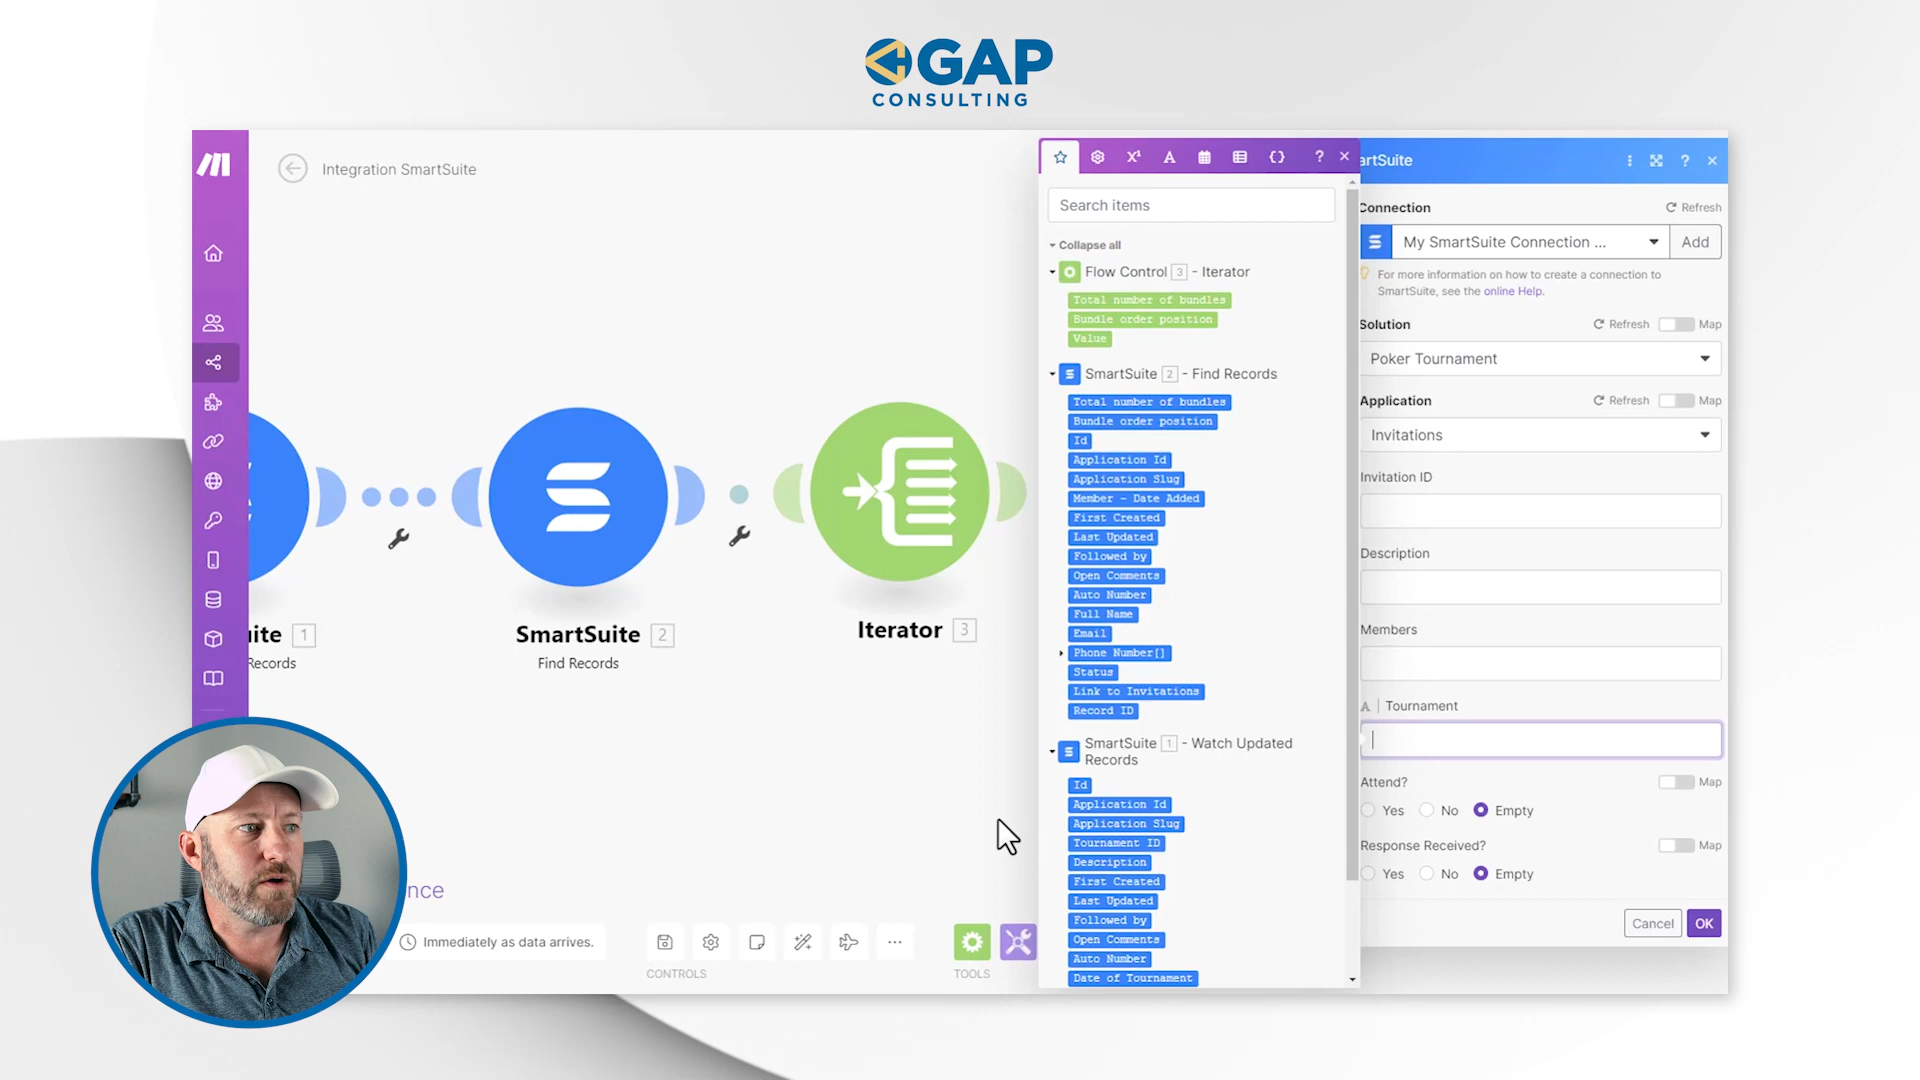 GAP
CONSULTING
Integration SmartSuite
Search items
Collapse all
Flow Control 3 - Iterator
Total number of bundles
Bundle order position
Value
SmartSuite 2 - Find Records
Total number of bundles
Bundle order position
Id
Application Id
Application Slug
Member - Date Added
First Created
Last Updated
Followed by
Open Comments
Auto Number
Full Name
Email
Phone Number[]
Status
Link to Invitations
Record ID
SmartSuite 1 - Watch Updated
Records
Id
Application Id
Application Slug
Tournament ID
Description
First Created
Last Updated
Followed by
Open Comments
Auto Number
Date of Tournament
artSuite
Connection
Refresh
My SmartSuite Connection ...
Add
For more information on how to create a connection to
SmartSuite, see the online Help.
Solution
Refresh
Map
Poker Tournament
Application
Refresh
Map
Invitations
Invitation ID
Description
Members
A | Tournament
Attend?
Map
Yes
No
Empty
Response Received?
Map
Yes
No
Empty
Cancel
OK
ite 1
Records
SmartSuite 2
Find Records
Iterator 3
nce
Immediately as data arrives.
CONTROLS
TOOLS